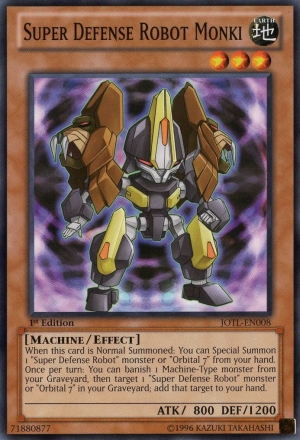 SUPER DEFENSE ROBOT MONKI
EARTH
地
1st Edition
JOTL-EN008
[MACHINE / EFFECT]
When this card is Normal Summoned: You can Special Summon
1 "Super Defense Robot" monster or "Orbital 7" from your hand.
Once per turn: You can banish 1 Machine-Type monster from
your Graveyard, then target 1 "Super Defense Robot" monster
or "Orbital 7" in your Graveyard; add that target to your hand.
ATK/ 800 DEF/1200
71880877
©1996 KAZUKI TAKAHASHI